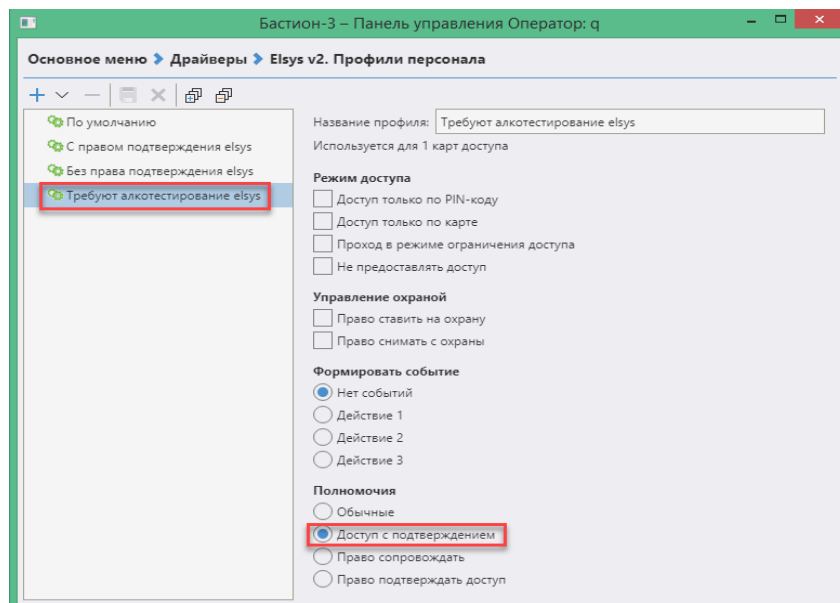 Бастион-3 – Панель управления Оператор: q
Основное меню Драйверы Elsys v2. Профили персонала
По умолчанию
С правом подтверждения elsys
Без права подтверждения elsys
Требуют алкотестирование elsys
Название профиля: Требуют алкотестирование elsys
Используется для 1 карт доступа
Режим доступа
Доступ только по PIN-коду
Доступ только по карте
Проход в режиме ограничения доступа
Не предоставлять доступ
Управление охраной
Право ставить на охрану
Право снимать с охраны
Формировать событие
Нет событий
Действие 1
Действие 2
Действие 3
Полномочия
Обычные
Доступ с подтверждением
Право сопровождать
Право подтверждать доступ